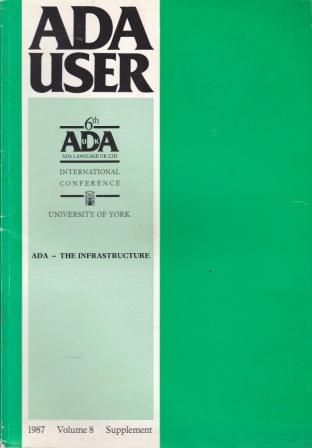 ADA
USER
6th
ADA
UK
ADA LANGUAGE UK LTD
INTERNATIONAL
CONFERENCE
UNIVERSITY OF YORK
ADA – THE INFRASTRUCTURE
1987 Volume 8 Supplement